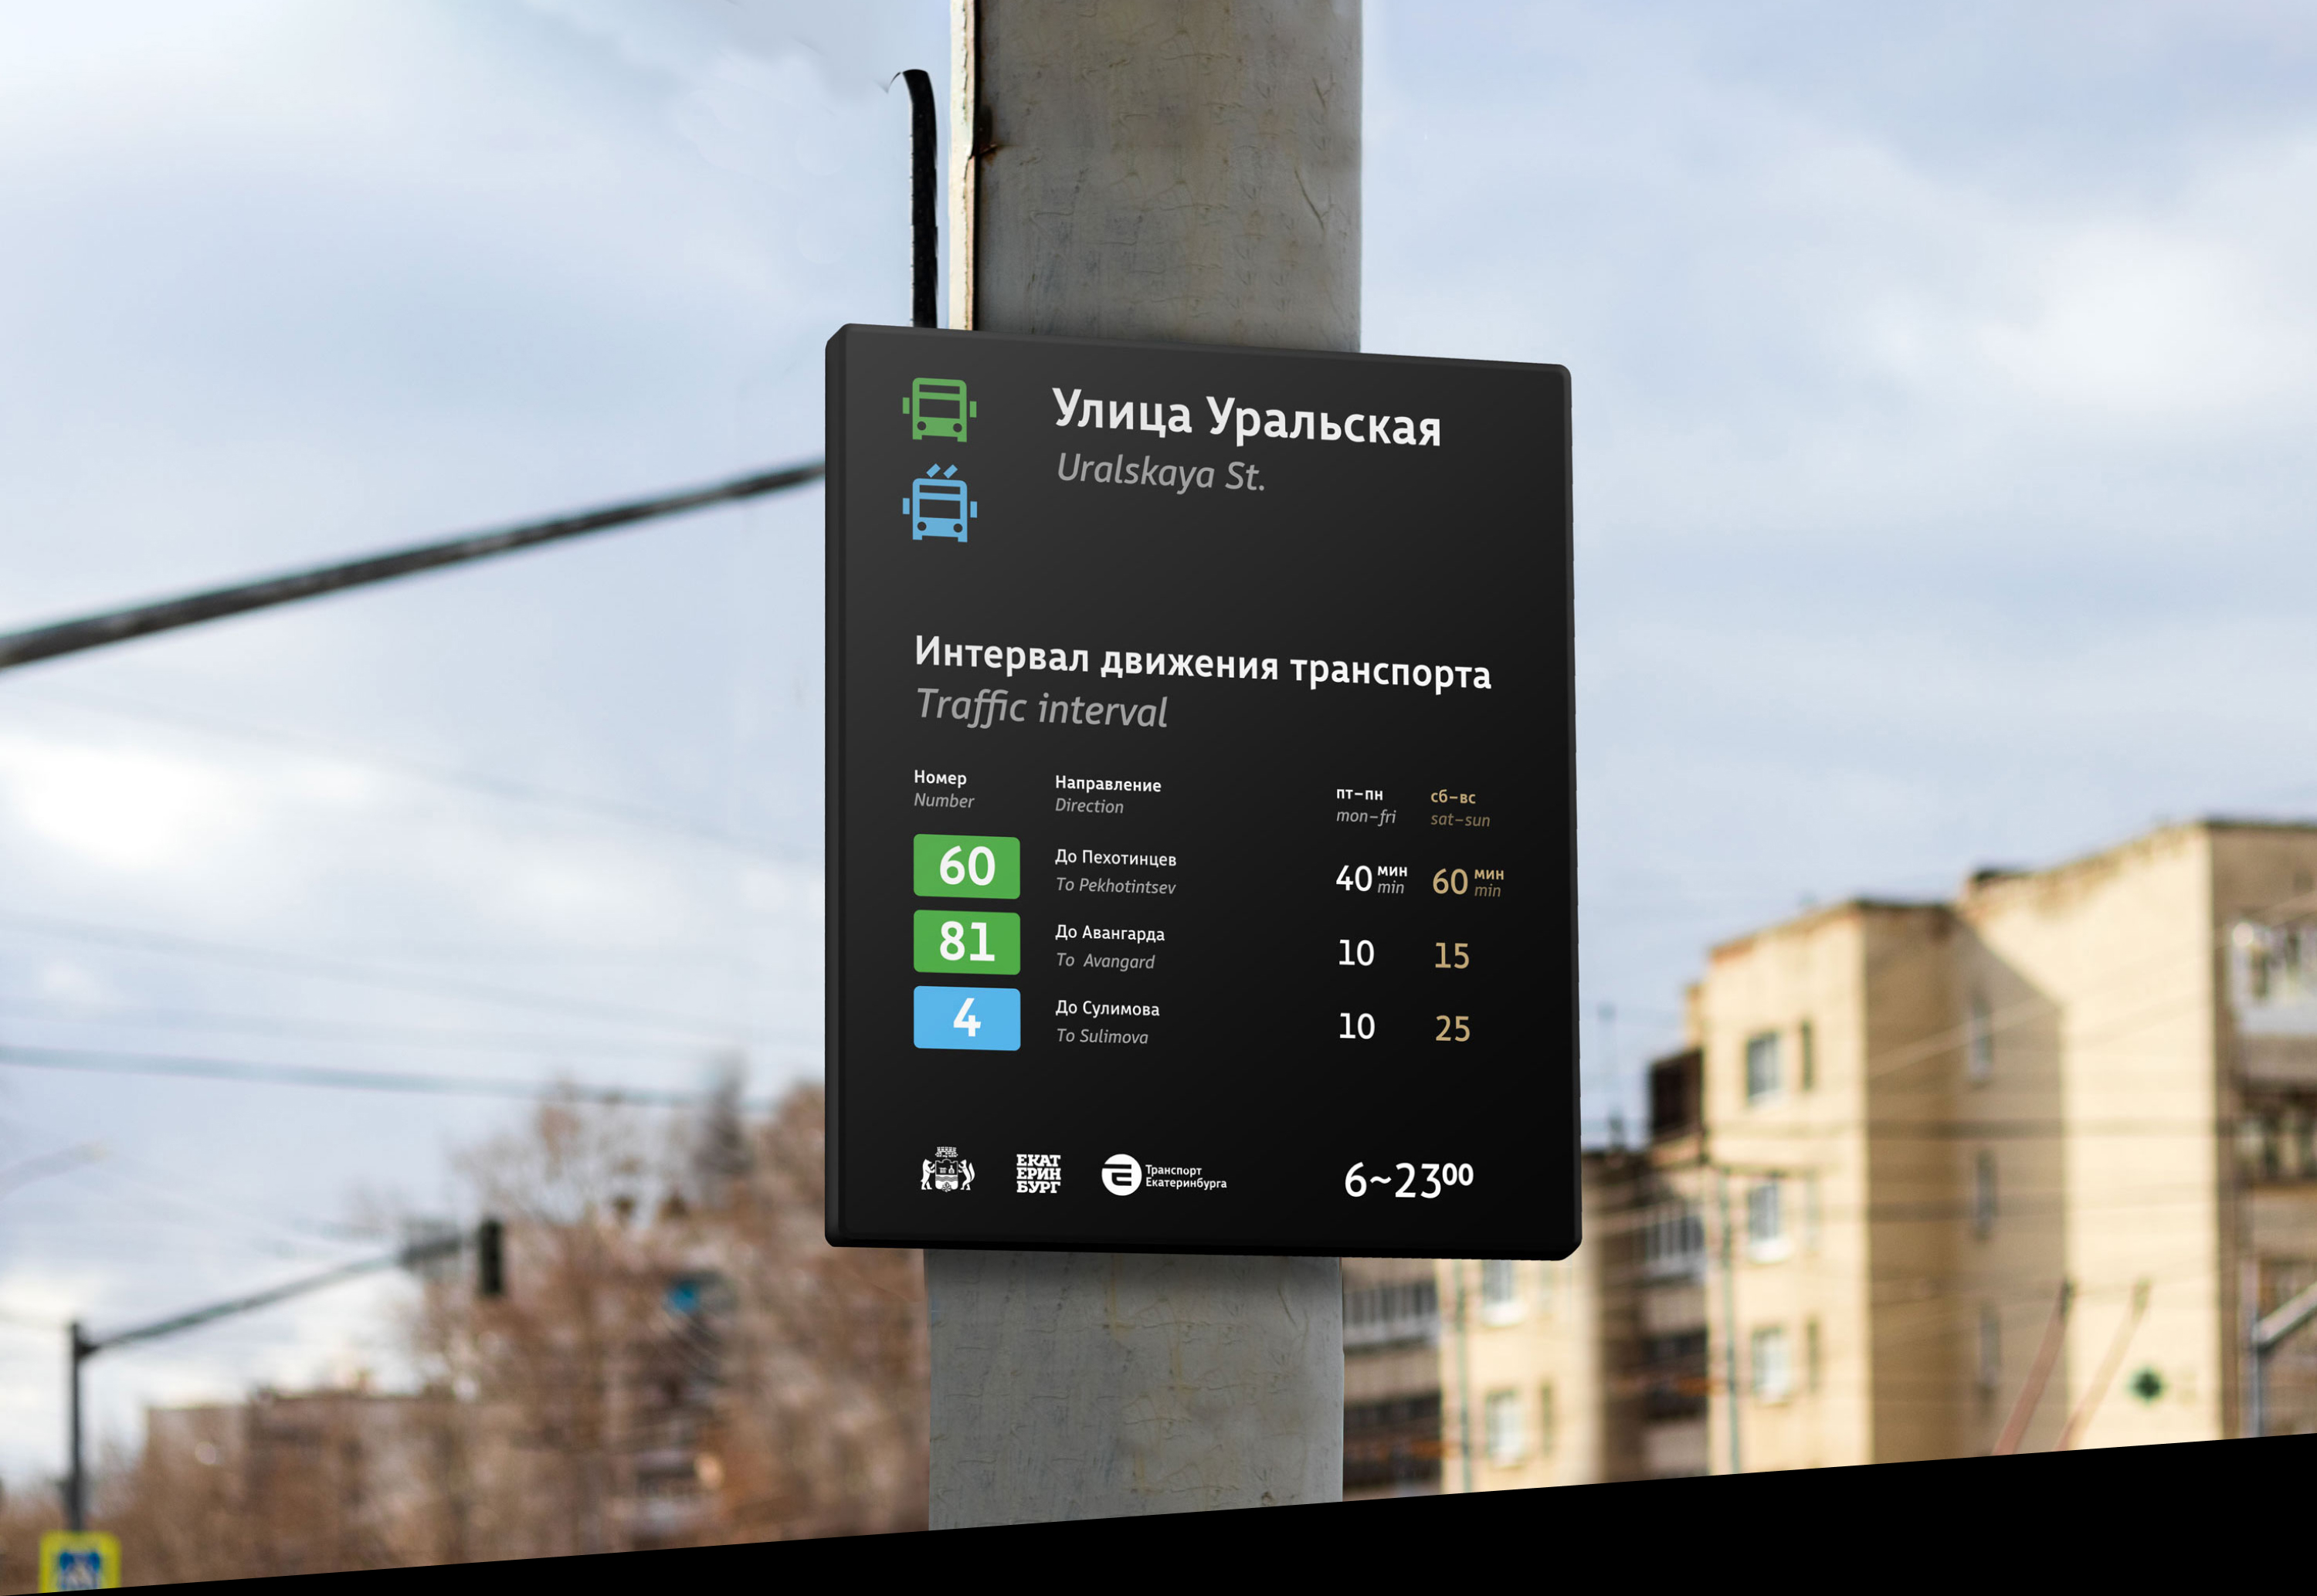 Улица Уральская
Uralskaya St.
Интервал движения транспорта
Traffic interval
Номер Направление пт–пн сб–вс
Number Direction mon–fri sat–sun
60 До Пехотинцев 40 мин 60 мин
To Pekhotintsev min min
81 До Авангарда 10 15
To Avangard
4 До Сулимова 10 25
To Sulimova
ЕКАТ
ЕРИН
БУРГ
Транспорт
Екатеринбурга
6~23⁰⁰